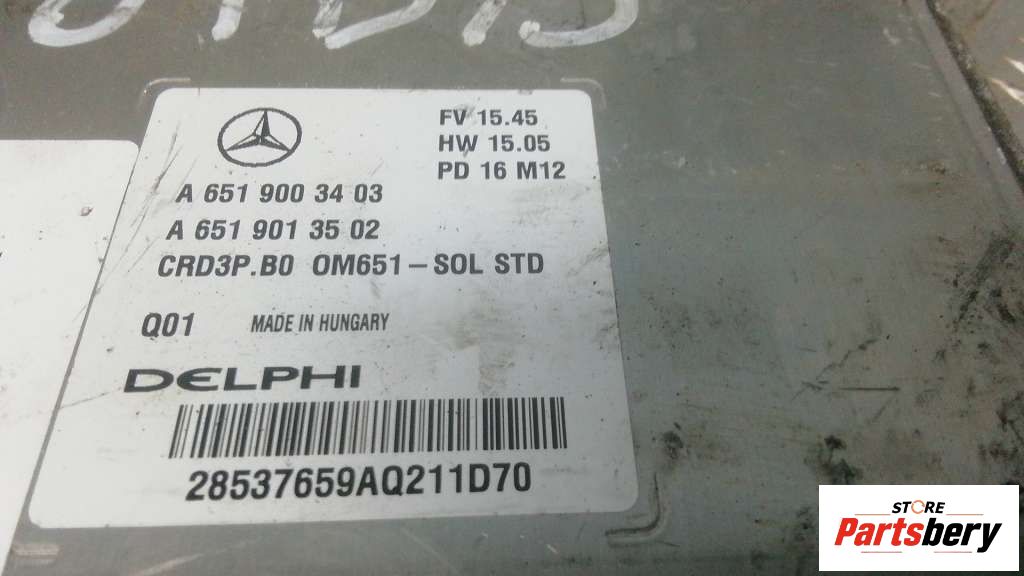 FV 15.45
HW 15.05
PD 16 M12
A 651 900 34 03
A 651 901 35 02
CRD3P.B0 OM651-SOL STD
Q01 MADE IN HUNGARY
DELPHI
28537659AQ211D70
STORE
Partsbery